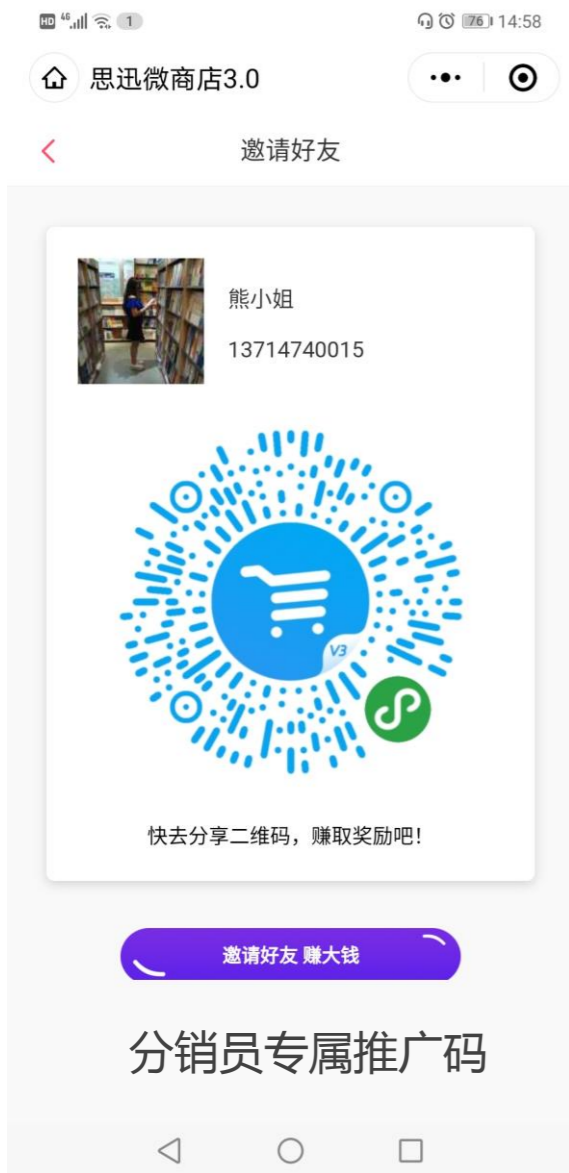 HD 46 1 76 14:58
思迅微商店3.0
邀请好友
熊小姐
13714740015
V3
快去分享二维码，赚取奖励吧!
邀请好友 赚大钱
分销员专属推广码